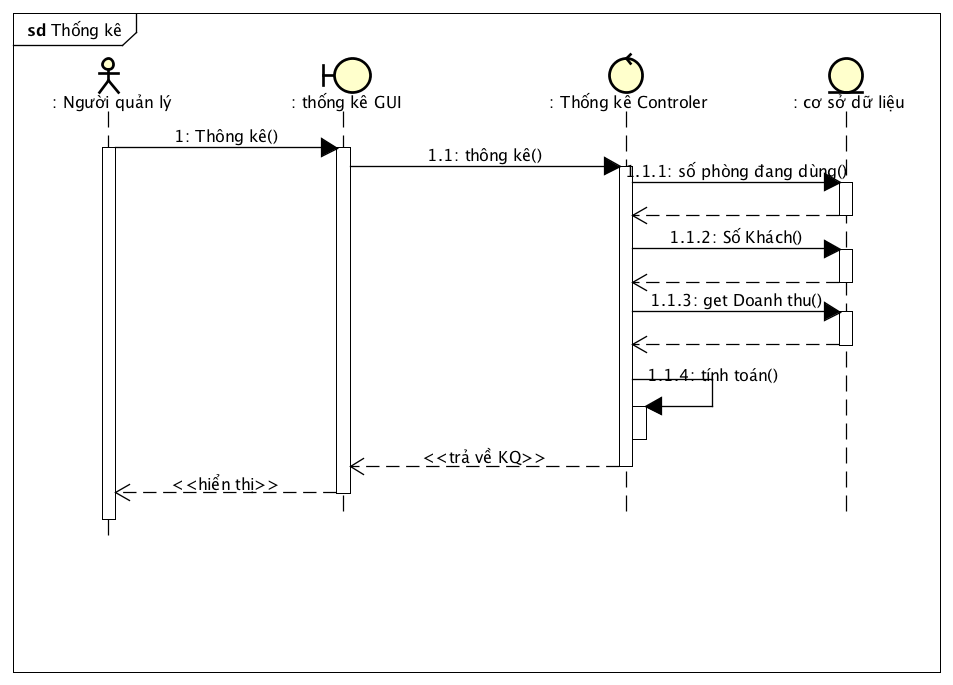 sd Thống kê
: Người quản lý
: thống kê GUI
: Thống kê Controler
: cơ sở dữ liệu
1: Thông kê()
1.1: thông kê()
1.1.1: số phòng đang dùng()
1.1.2: Số Khách()
1.1.3: get Doanh thu()
1.1.4: tính toán()
<<trả về KQ>>
<<hiển thi>>